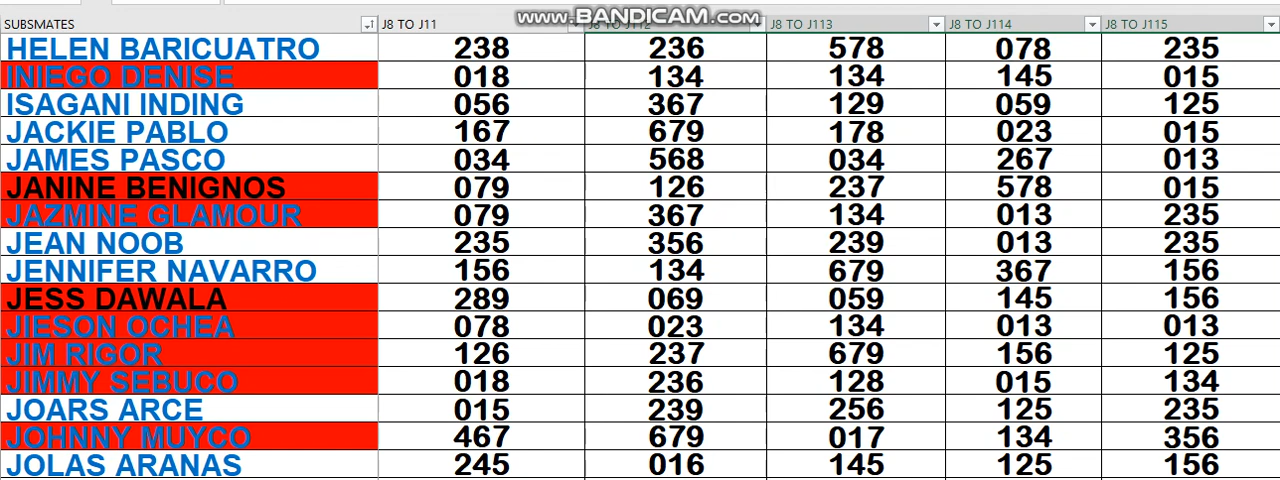 www.BANDICAM.com
SUBSMATES J8 TO J11 J8 TO J112 J8 TO J113 J8 TO J114 J8 TO J115
HELEN BARICUATRO 238 236 578 078 235
INIEGO DENISE 018 134 134 145 015
ISAGANI INDING 056 367 129 059 125
JACKIE PABLO 167 679 178 023 015
JAMES PASCO 034 568 034 267 013
JANINE BENIGNOS 079 126 237 578 015
JAZMINE GLAMOUR 079 367 134 013 235
JEAN NOOB 235 356 239 013 235
JENNIFER NAVARRO 156 134 679 367 156
JESS DAWALA 289 069 059 145 156
JIESON OCHEA 078 023 134 013 013
JIM RIGOR 126 237 679 156 125
JIMMY SEBUCO 018 236 128 015 134
JOARS ARCE 015 239 256 125 235
JOHNNY MUYCO 467 679 017 134 356
JOLAS ARANAS 245 016 145 125 156